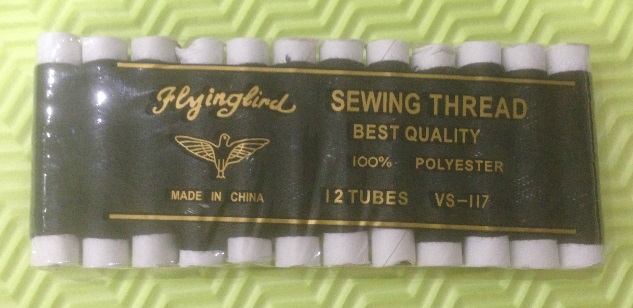 Flyingbird
MADE IN CHINA
SEWING THREAD
BEST QUALITY
100% POLYESTER
12 TUBES VS-117